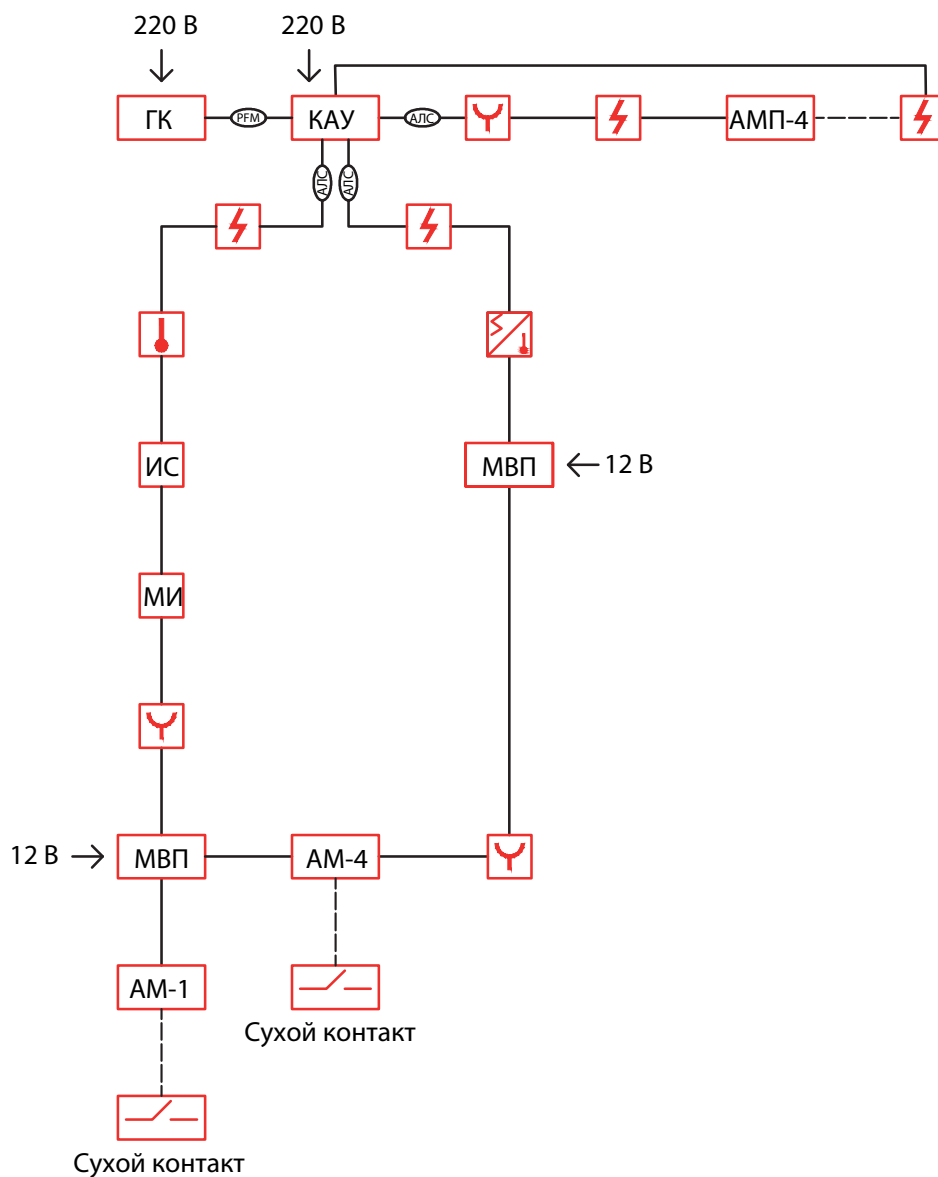 220 В
220 В
ГК
PFM
КАУ
АЛС
АМП-4
АЛС
АЛС
ИС
МВП
12 В
МИ
12 В
МВП
АМ-4
АМ-1
Сухой контакт
Сухой контакт